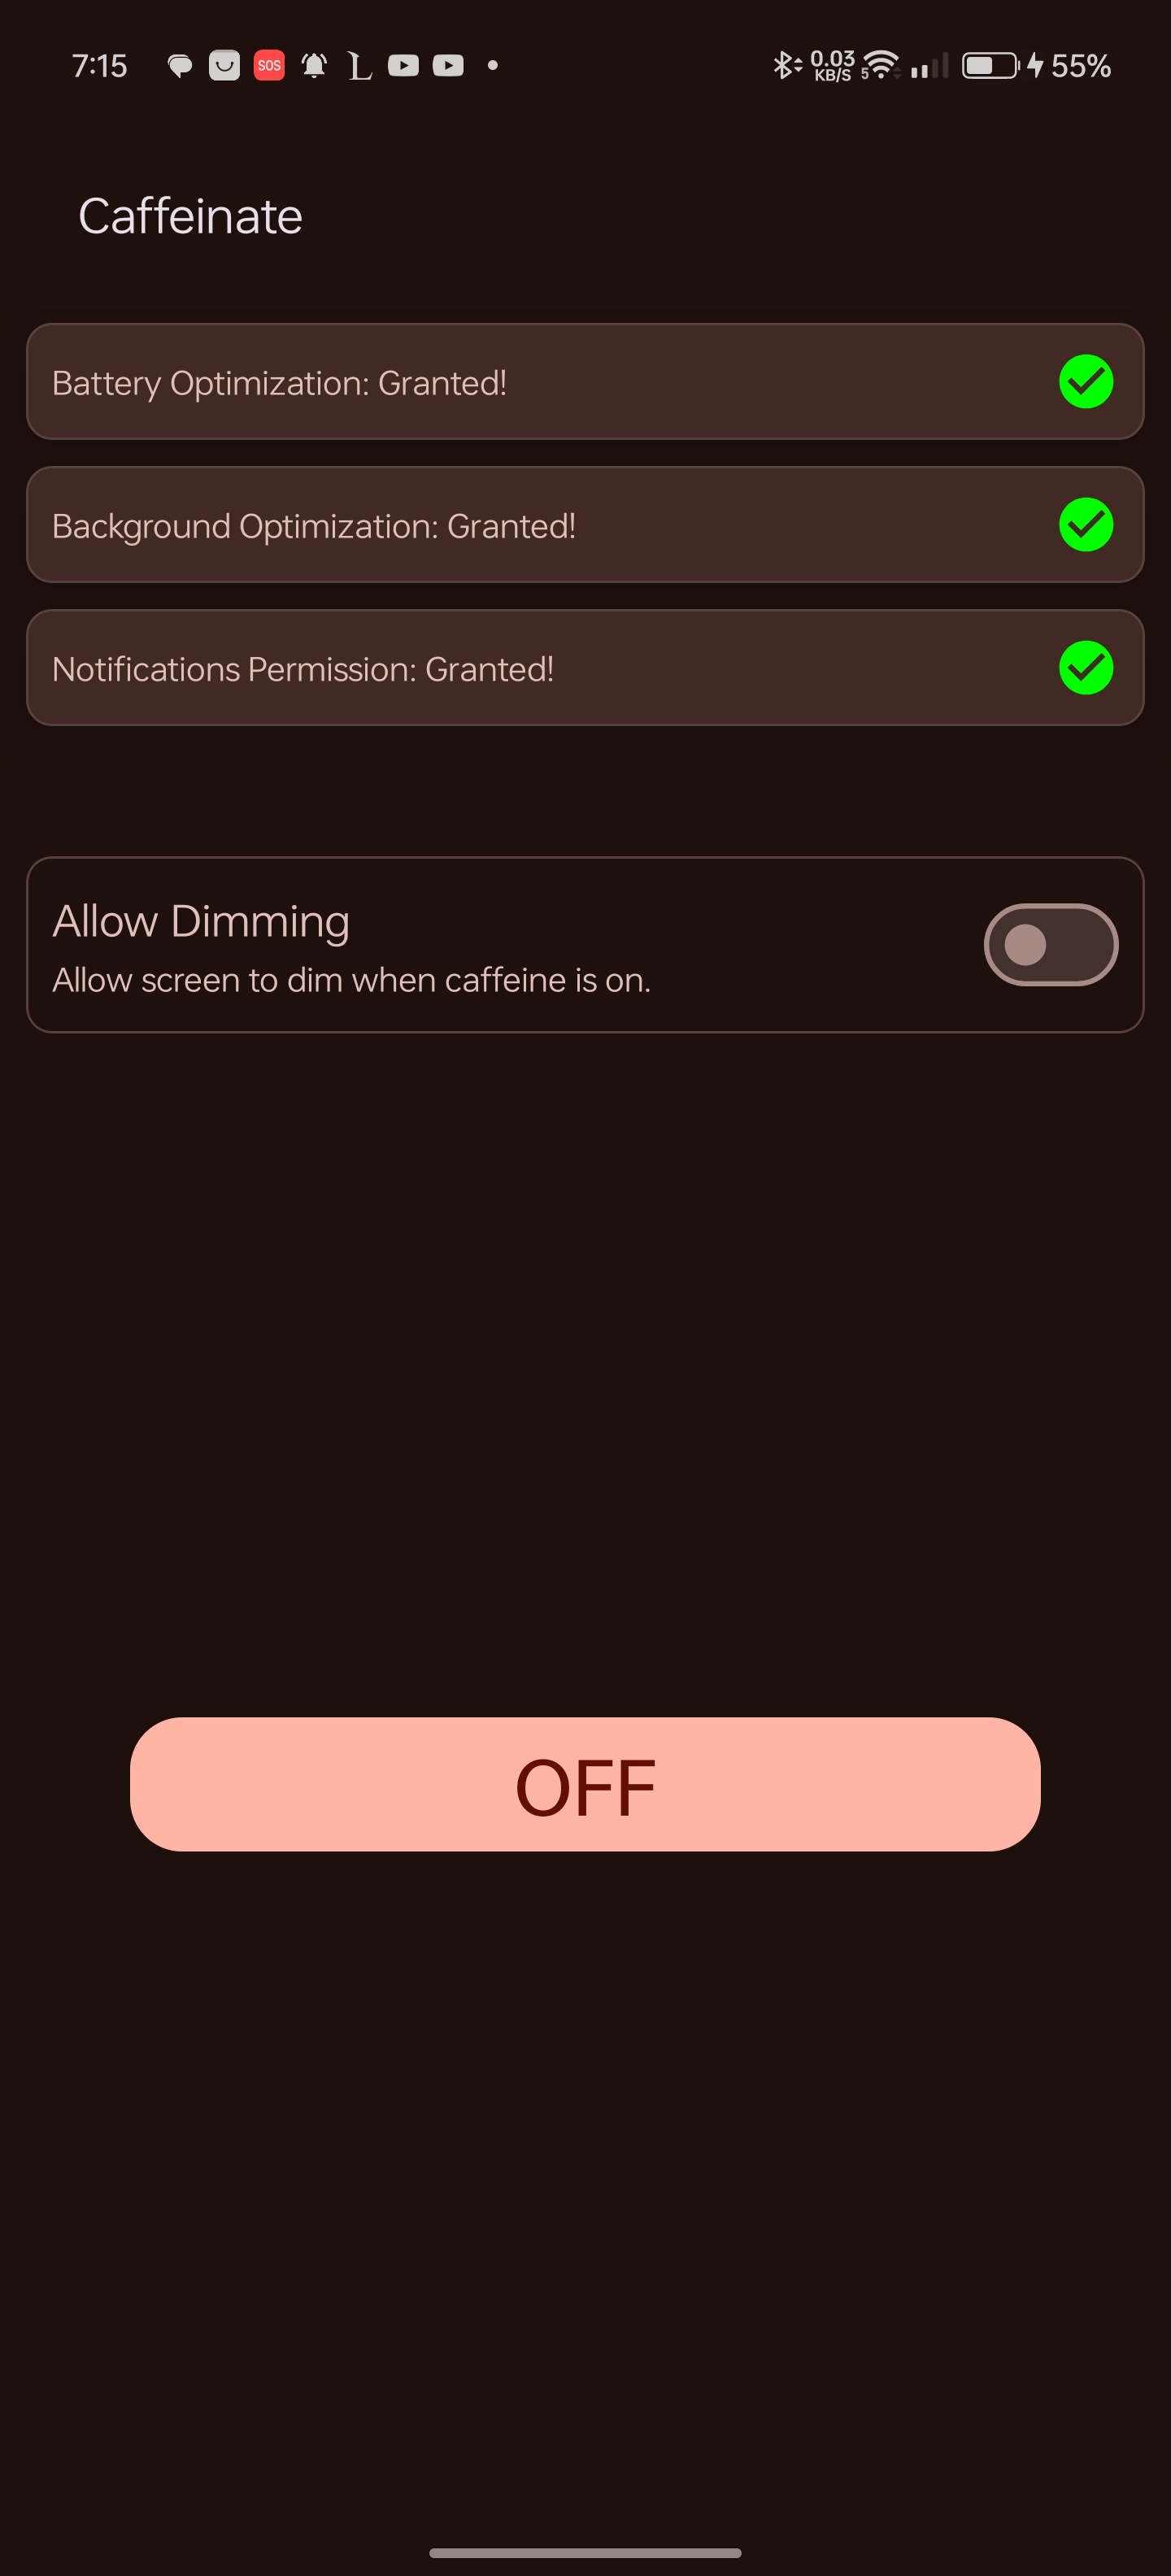 7:15 SOS L 0.03 KB/S 5 55%
Caffeinate
Battery Optimization: Granted!
Background Optimization: Granted!
Notifications Permission: Granted!
Allow Dimming
Allow screen to dim when caffeine is on.
OFF